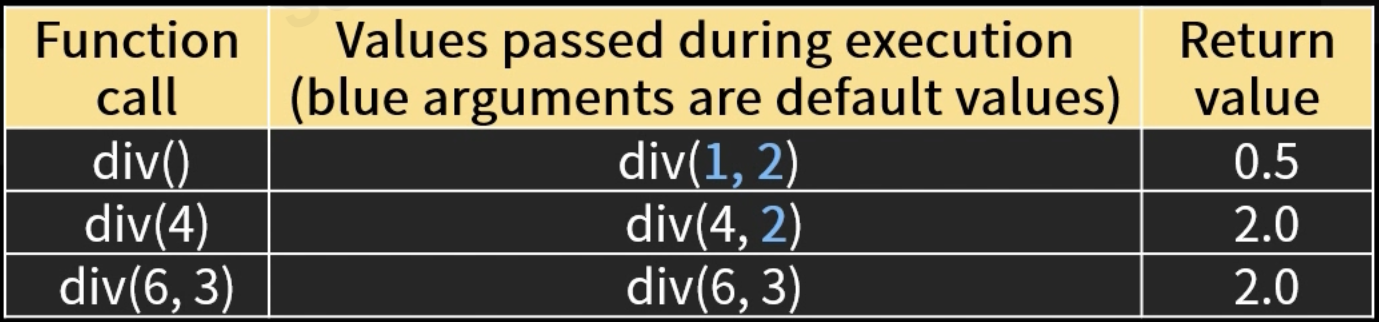 Function call
Values passed during execution
(blue arguments are default values)
Return value
div()
div(1, 2)
0.5
div(4)
div(4, 2)
2.0
div(6, 3)
div(6, 3)
2.0